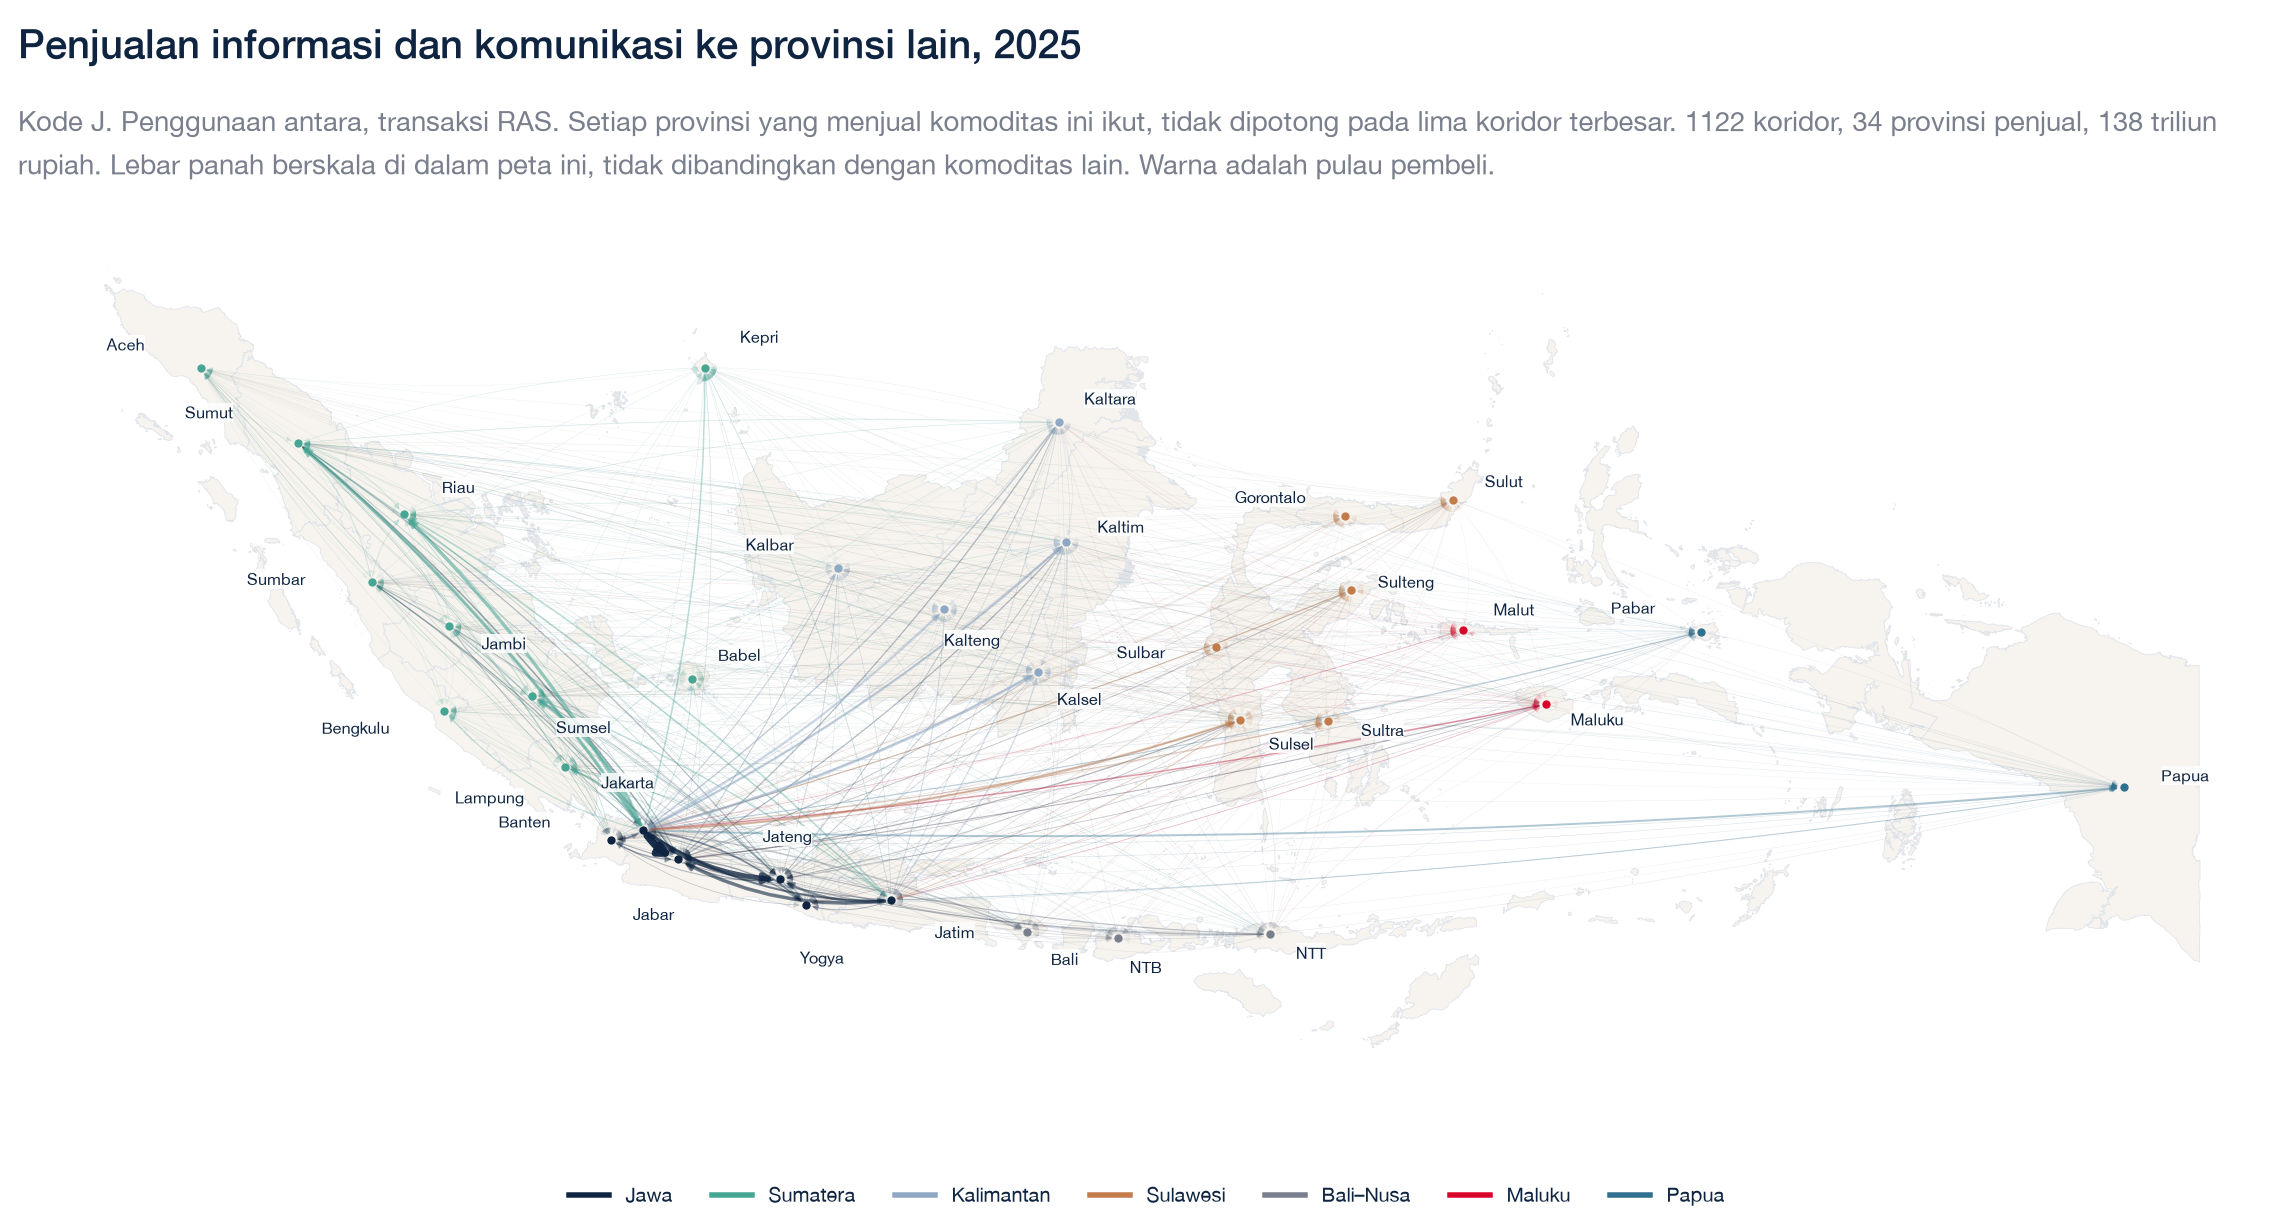 Penjualan informasi dan komunikasi ke provinsi lain, 2025
Kode J. Penggunaan antara, transaksi RAS. Setiap provinsi yang menjual komoditas ini ikut, tidak dipotong pada lima koridor terbesar. 1122 koridor, 34 provinsi penjual, 138 triliun
rupiah. Lebar panah berskala di dalam peta ini, tidak dibandingkan dengan komoditas lain. Warna adalah pulau pembeli.
Kepri
Aceh
Kaltara
Sumut
Sulut
Riau
Gorontalo
Kaltim
Kalbar
Sumbar
Sulteng
Malut
Pabar
Jambi
Kalteng
Sulbar
Babel
Kalsel
Maluku
Bengkulu
Sumsel
Sultra
Sulsel
Papua
Jakarta
Lampung
Banten
Jateng
Jabar
Jatim
NTT
Yogya
Bali
NTB
Jawa
Sumatera
Kalimantan
Sulawesi
Bali–Nusa
Maluku
Papua